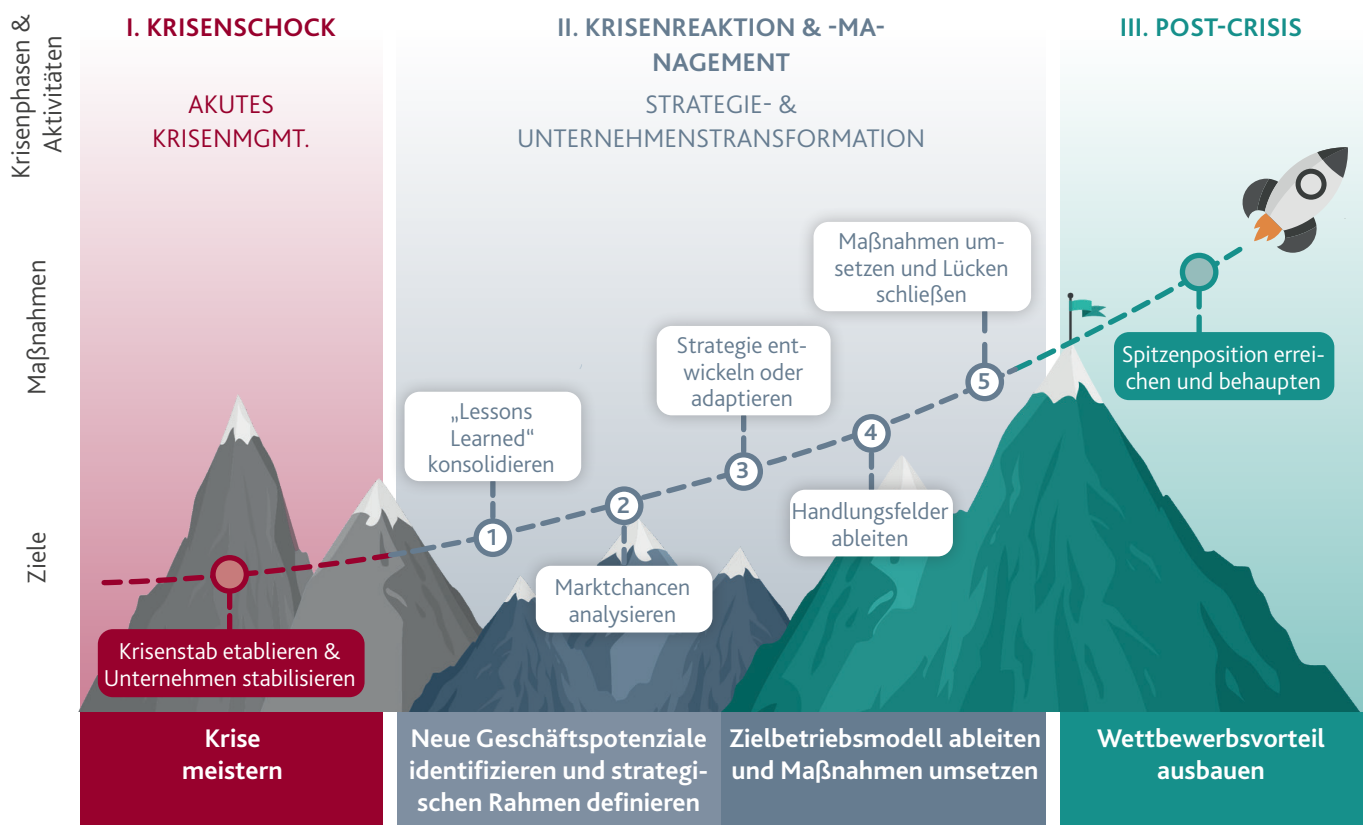 Krisenphasen &
Aktivitäten
I. KRISENSCHOCK
II. KRISENREAKTION & -MA-
NAGEMENT
III. POST-CRISIS
AKUTES
KRISENMGMT.
STRATEGIE- &
UNTERNEHMENSTRANSFORMATION
Maßnahmen
Maßnahmen um-
setzen und Lücken
schließen
Strategie ent-
wickeln oder
adaptieren
Spitzenposition errei-
chen und behaupten
5
„Lessons
Learned“
konsolidieren
4
3
2
1
Handlungsfelder
ableiten
Ziele
Marktchancen
analysieren
Krisenstab etablieren &
Unternehmen stabilisieren
Krise
meistern
Neue Geschäftspotenziale
identifizieren und strategi-
schen Rahmen definieren
Zielbetriebsmodell ableiten
und Maßnahmen umsetzen
Wettbewerbsvorteil
ausbauen